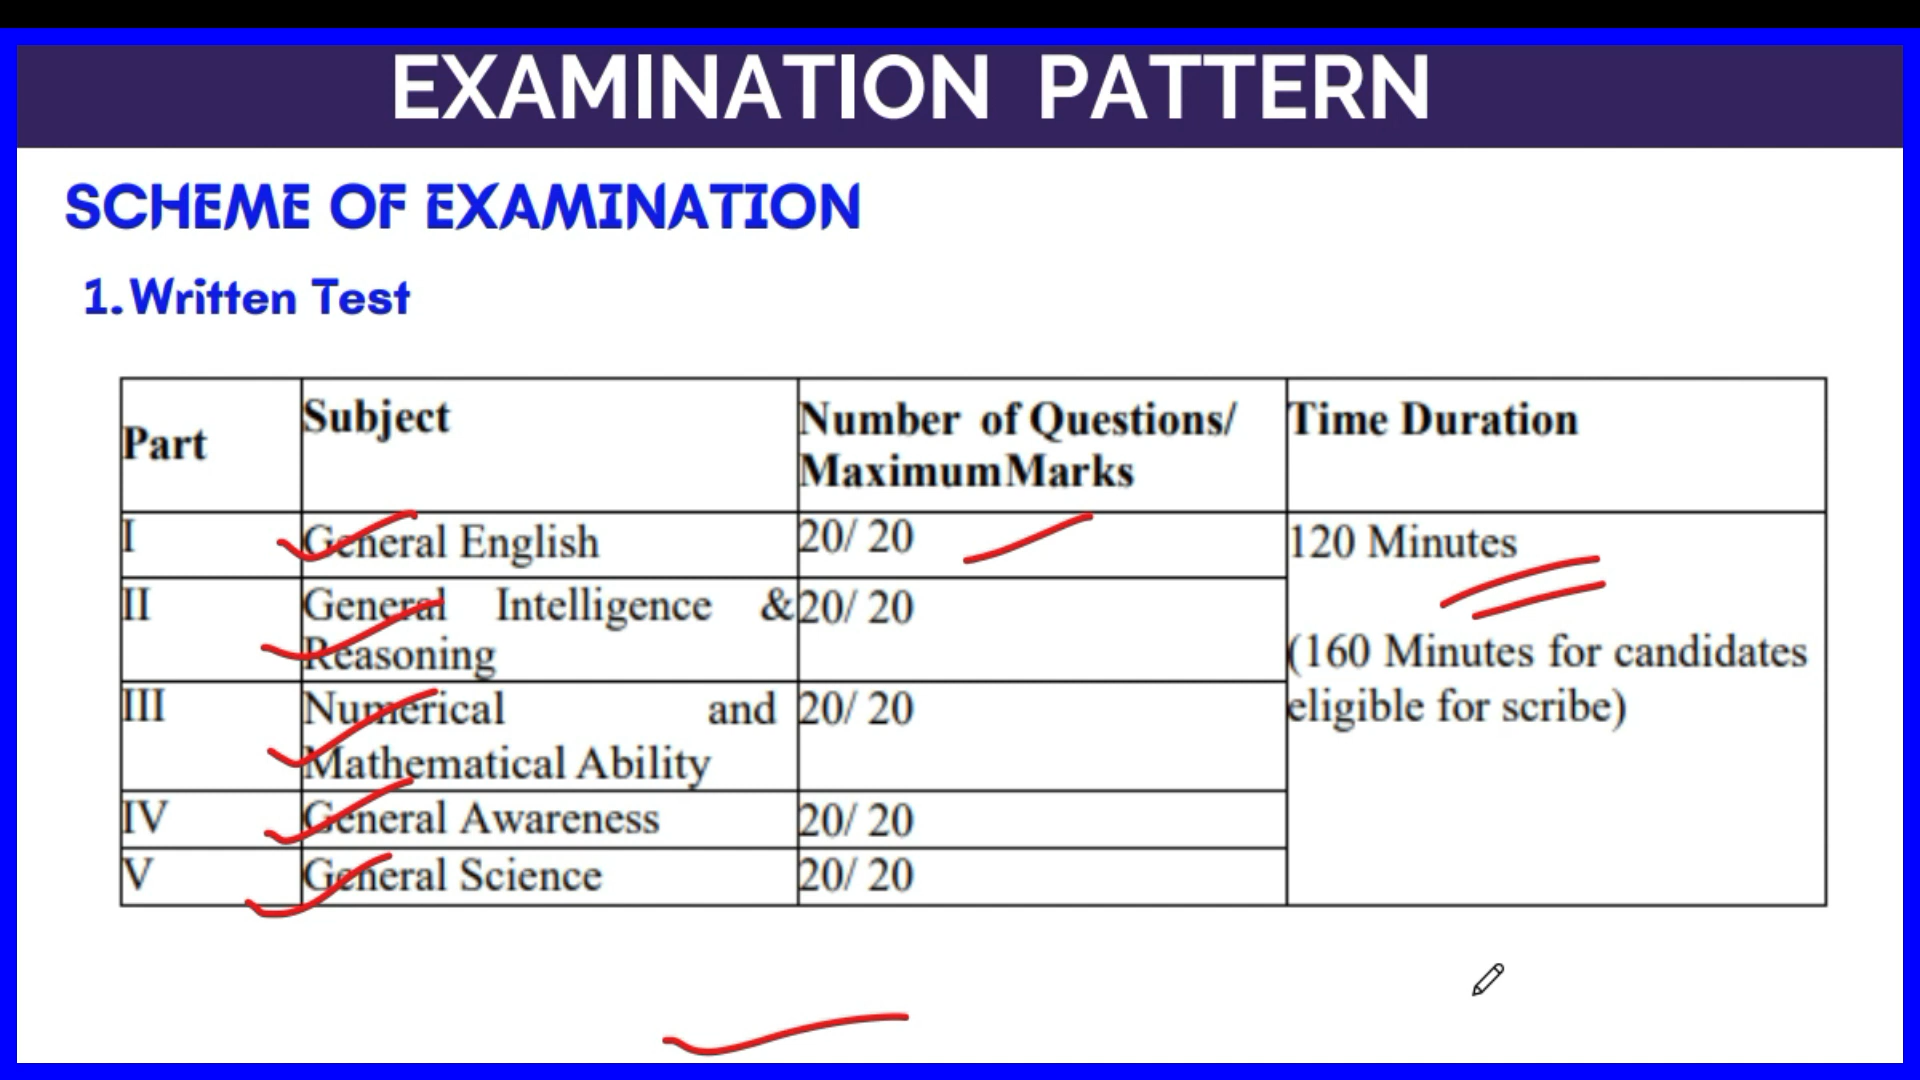 EXAMINATION PATTERN
SCHEME OF EXAMINATION
1. Written Test
Part
Subject
Number of Questions/
MaximumMarks
Time Duration
I
General English
20/ 20
120 Minutes
(160 Minutes for candidates
eligible for scribe)
II
General Intelligence &
Reasoning
20/ 20
III
Numerical and
Mathematical Ability
20/ 20
IV
General Awareness
20/ 20
V
General Science
20/ 20